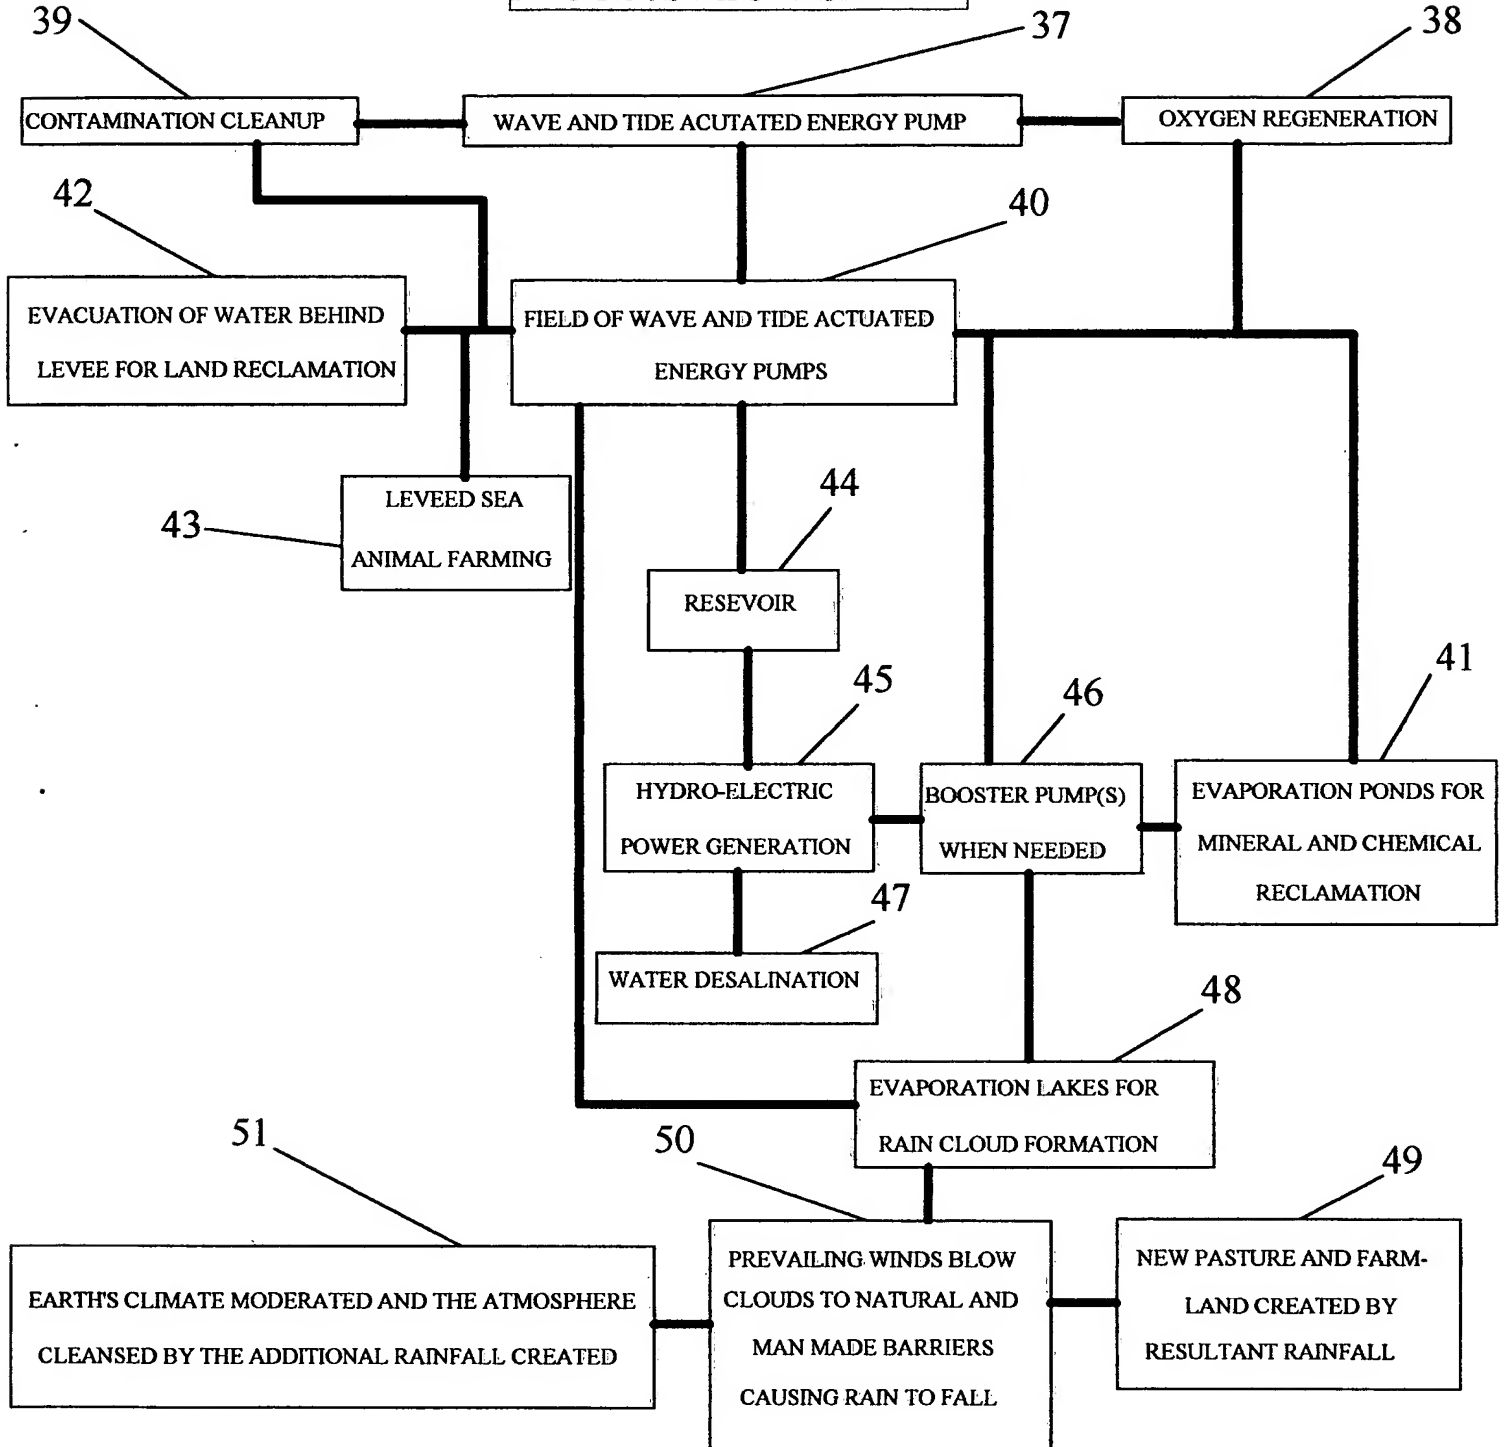 39
37
38
CONTAMINATION CLEANUP
WAVE AND TIDE ACUTATED ENERGY PUMP
OXYGEN REGENERATION
42
40
EVACUATION OF WATER BEHIND
LEVEE FOR LAND RECLAMATION
FIELD OF WAVE AND TIDE ACTUATED
ENERGY PUMPS
43
LEVEED SEA
ANIMAL FARMING
44
RESEVOIR
45
46
41
HYDRO-ELECTRIC
POWER GENERATION
BOOSTER PUMP(S)
WHEN NEEDED
EVAPORATION PONDS FOR
MINERAL AND CHEMICAL
RECLAMATION
47
WATER DESALINATION
48
EVAPORATION LAKES FOR
RAIN CLOUD FORMATION
51
50
49
EARTH'S CLIMATE MODERATED AND THE ATMOSPHERE
CLEANSED BY THE ADDITIONAL RAINFALL CREATED
PREVAILING WINDS BLOW
CLOUDS TO NATURAL AND
MAN MADE BARRIERS
CAUSING RAIN TO FALL
NEW PASTURE AND FARM-
LAND CREATED BY
RESULTANT RAINFALL